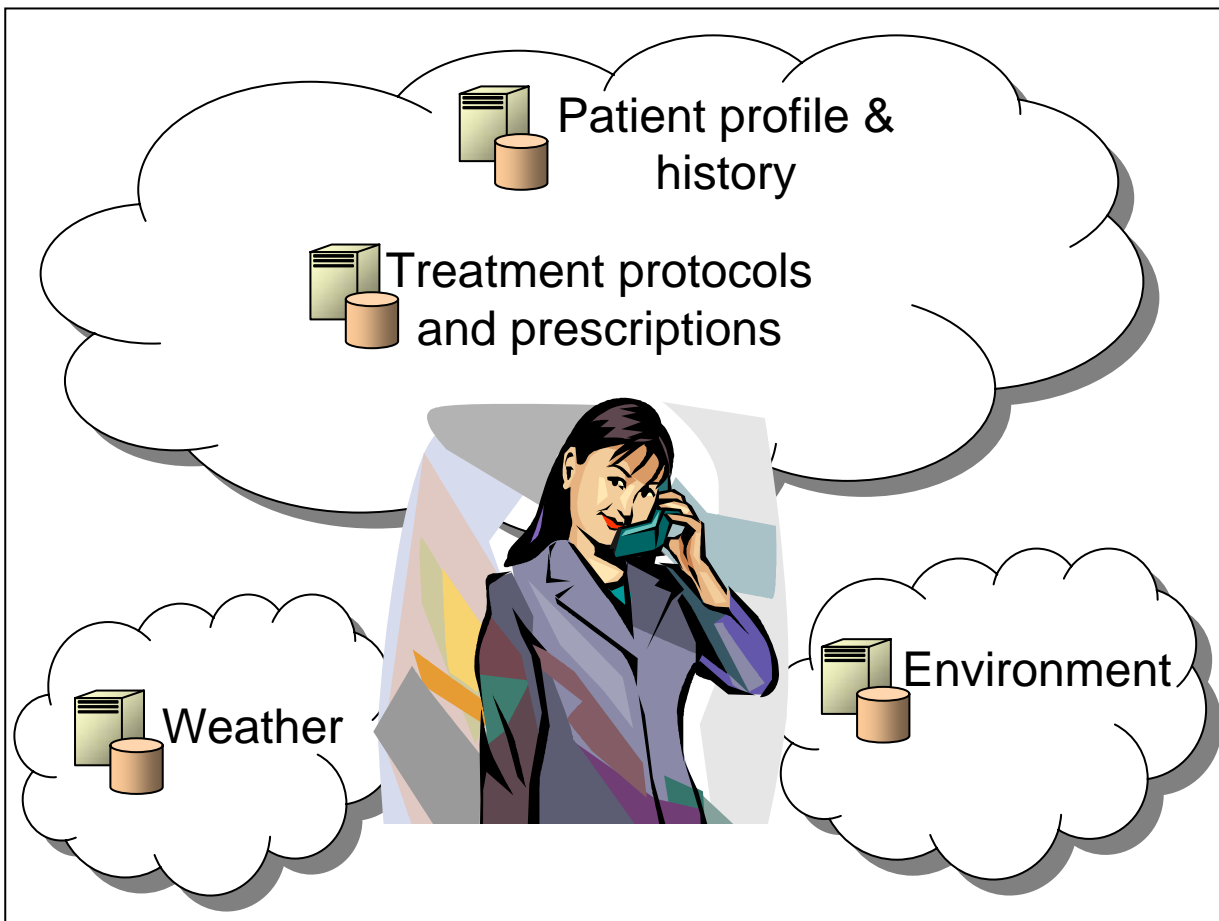 Patient profile &
history
Treatment protocols
and prescriptions
Weather
Environment